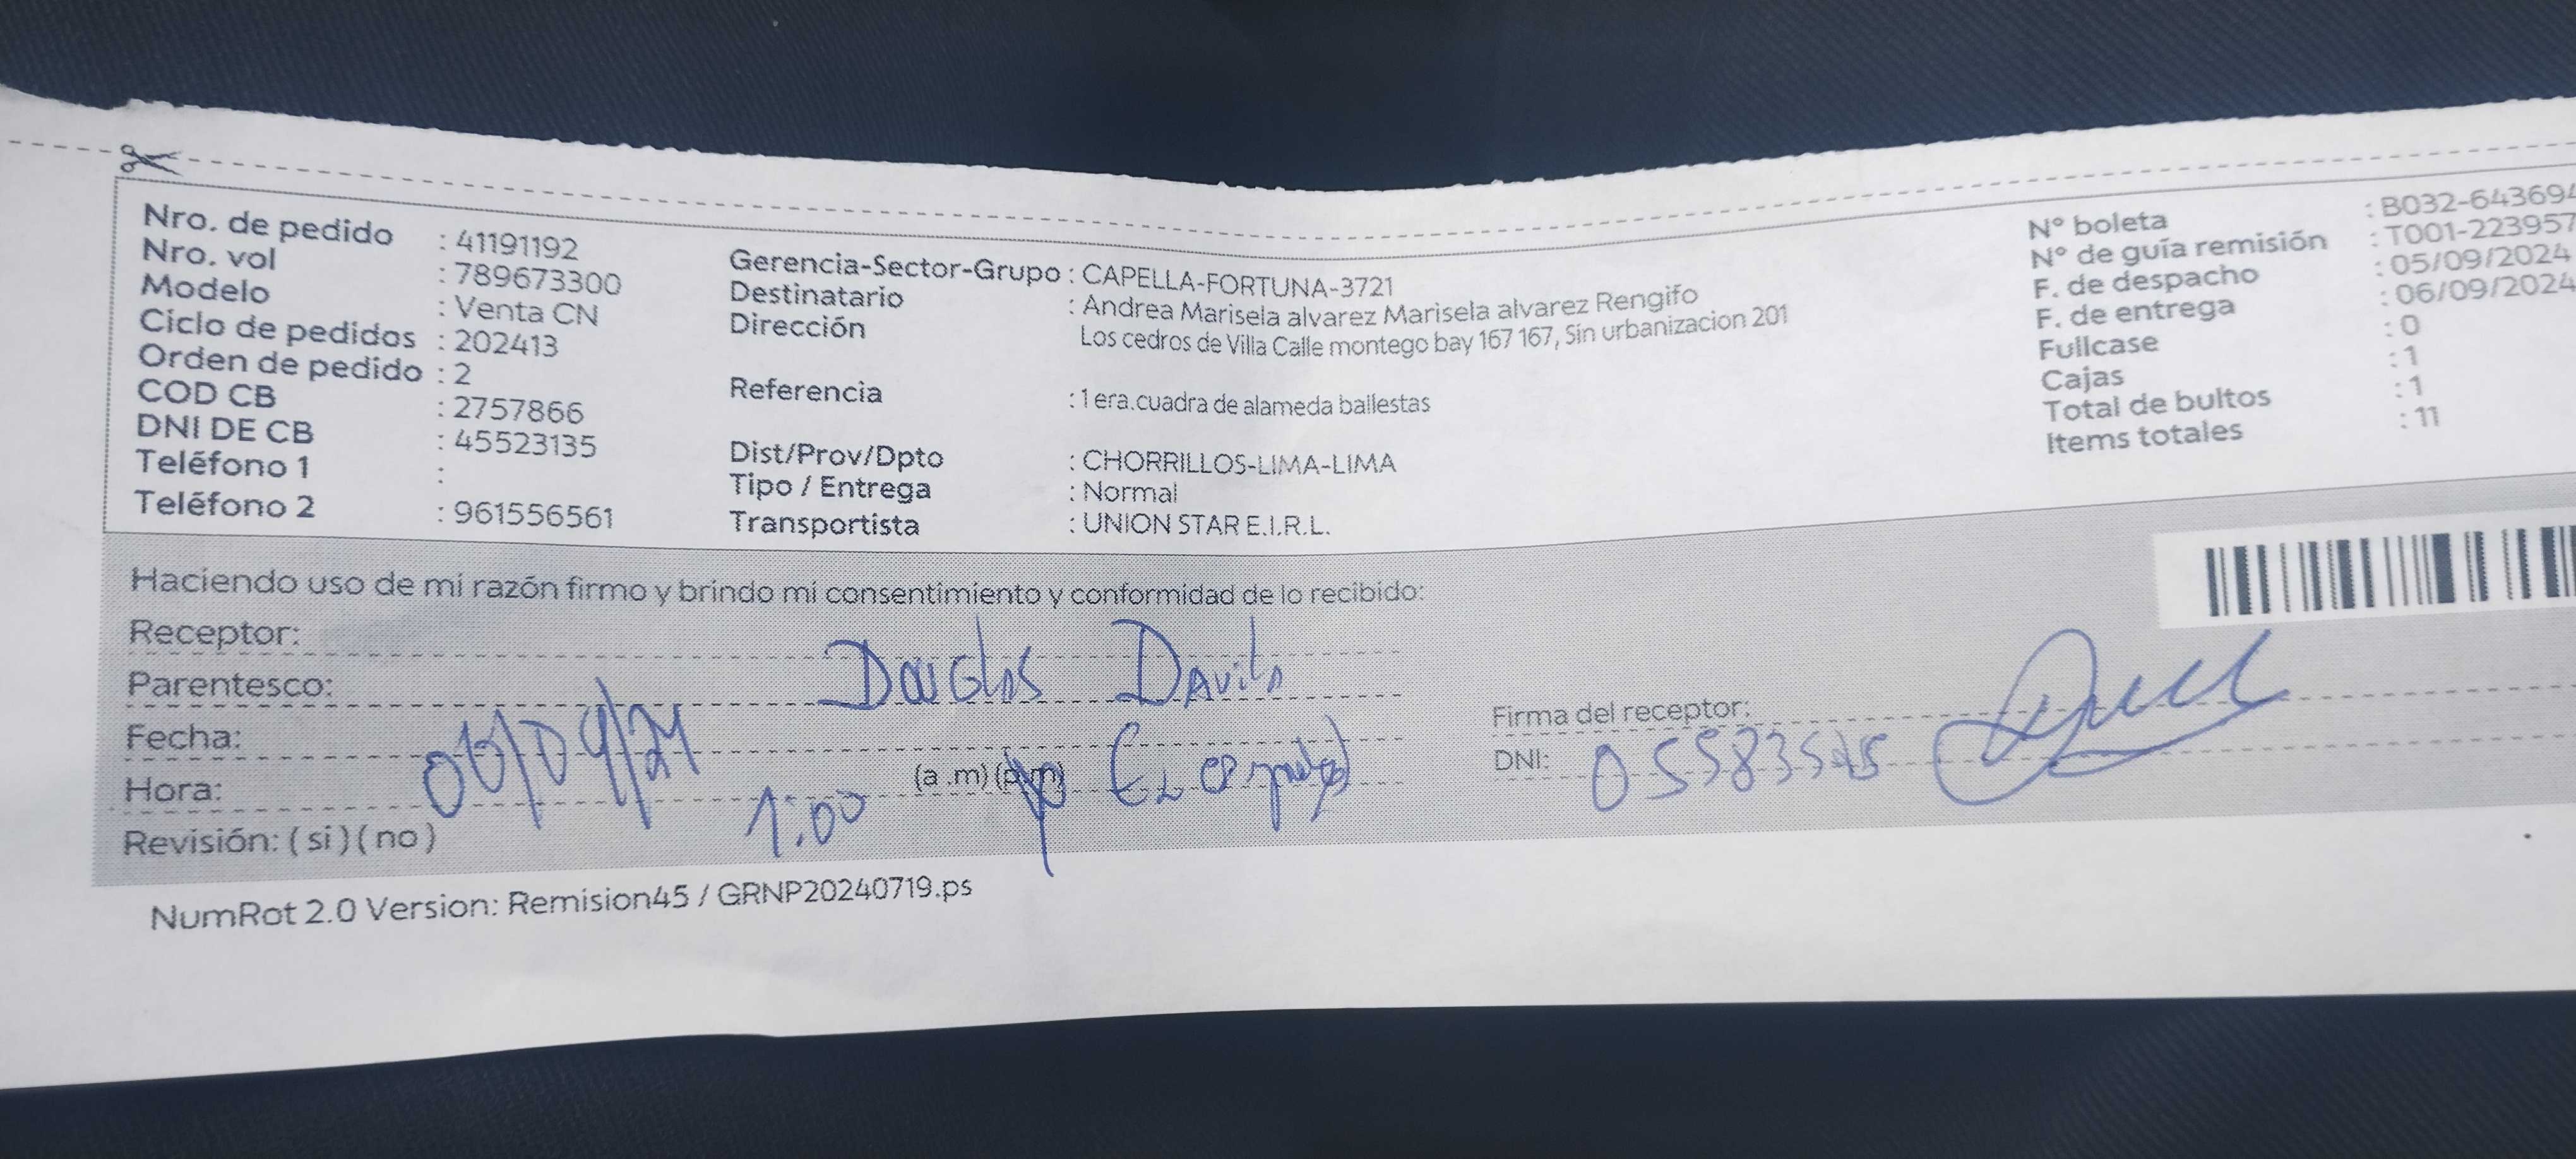 Nro. de pedido : 41191192
Nro. vol : 789673300
Modelo : Venta CN
Ciclo de pedidos : 202413
Orden de pedido : 2
COD CB : 2757866
DNI DE CB : 45523135
Teléfono 1 :
Teléfono 2 : 961556561
Gerencia-Sector-Grupo : CAPELLA-FORTUNA-3721
Destinatario : Andrea Marisela alvarez Marisela alvarez Rengifo
Dirección Los cedros de Villa Calle montego bay 167 167, Sin urbanizacion 201
Referencia : 1 era.cuadra de alameda ballestas
Dist/Prov/Dpto : CHORRILLOS-LIMA-LIMA
Tipo / Entrega : Normal
Transportista : UNION STAR E.I.R.L.
N° boleta : B032-643694
N° de guía remisión : T001-223957
F. de despacho : 05/09/2024
F. de entrega : 06/09/2024
Fullcase : 0
Cajas : 1
Total de bultos : 1
Items totales : 11
Haciendo uso de mi razón firmo y brindo mi consentimiento y conformidad de lo recibido:
Receptor: Douglas Davila
Parentesco:
Fecha:
Hora: 1:00 (a .m) (p.m)
Revisión: ( si ) ( no )
Firma del receptor:
DNI:
NumRot 2.0 Version: Remision45 / GRNP20240719.ps